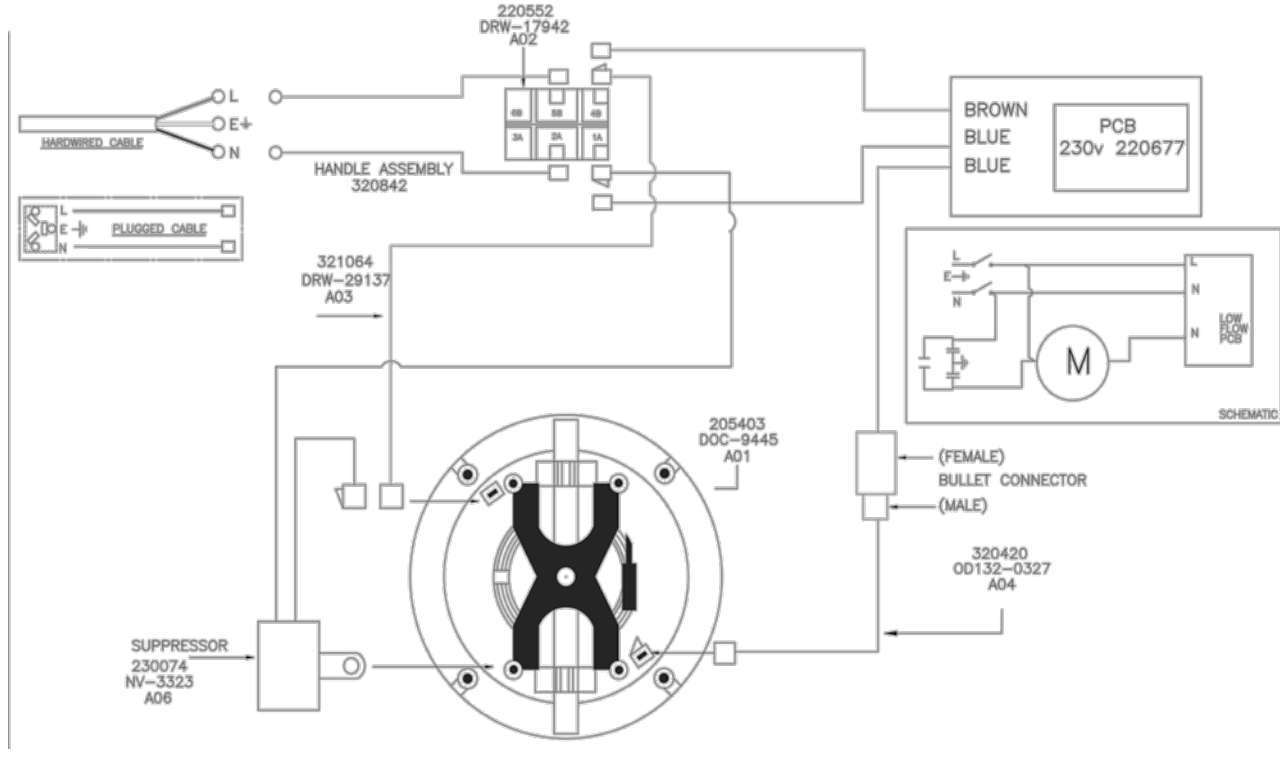 220552
DRW-17942
A02
L
E
N
HARDWIRED CABLE
HANDLE ASSEMBLY
320842
6B
5B
4B
3A
2A
1A
BROWN
BLUE
BLUE
PCB
230v 220677
L
E
N
PLUGGED CABLE
321064
DRW-29137
A03
L
E
N
L
N
N
LOW
FLOW
PCB
M
SCHEMATIC
205403
DOC-9445
A01
(FEMALE)
BULLET CONNECTOR
(MALE)
320420
OD132-0327
A04
SUPPRESSOR
230074
NV-3323
A06